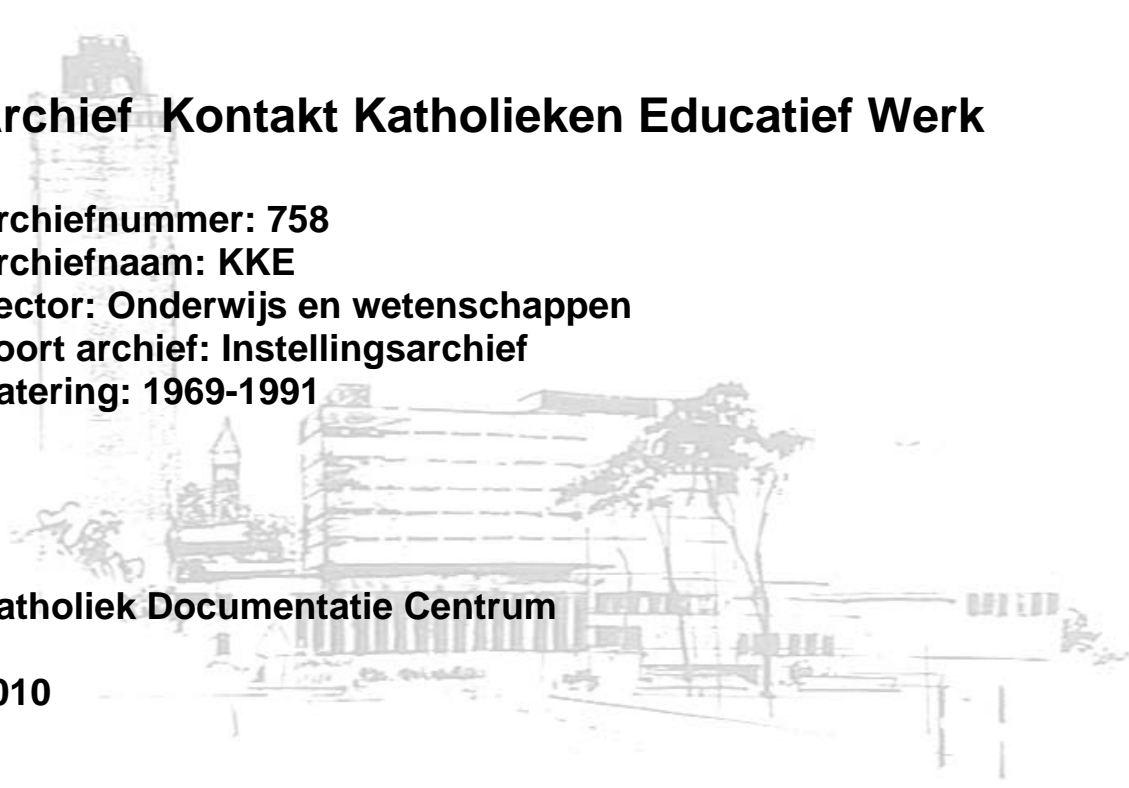 rchief Kontakt Katholieken Educatief Werk
rchiefnummer: 758
rchiefnaam: KKE
ector: Onderwijs en wetenschappen
oort archief: Instellingsarchief
atering: 1969-1991
atholiek Documentatie Centrum
010